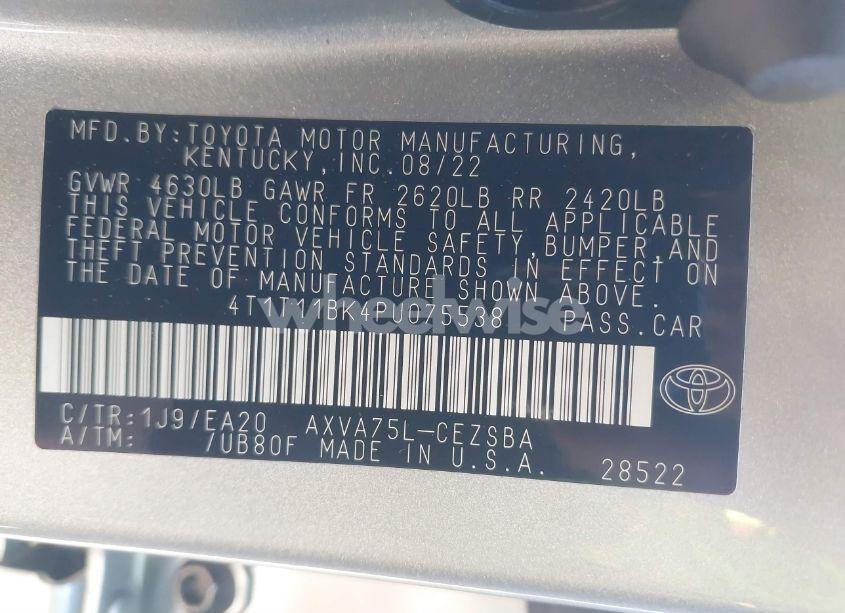 MFD.BY:TOYOTA MOTOR MANUFACTURING,
KENTUCKY,INC.08/22
GVWR 4630LB GAWR FR 2620LB RR 2420LB
THIS VEHICLE CONFORMS TO ALL APPLICABLE
FEDERAL MOTOR VEHICLE SAFETY,BUMPER,AND
THEFT PREVENTION STANDARDS IN EFFECT ON
THE DATE OF MANUFACTURE SHOWN ABOVE.
PASS.CAR
wheelwise
C/TR:1J9/EA20 AXVA75L-CEZSBA
A/TM: 7UB80F MADE IN U.S.A. 28522